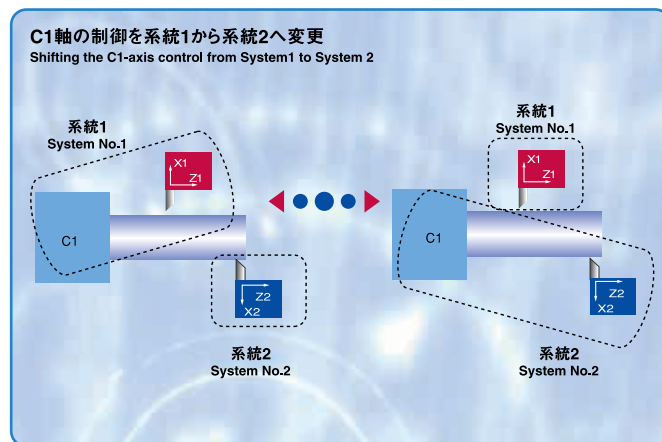 C1軸の制御を系統1から系統2へ変更
Shifting the C1-axis control from System1 to System 2
系統1
System No.1
X1
Z1
C1
Z2
X2
系統2
System No.2
系統1
System No.1
X1
Z1
C1
Z2
X2
系統2
System No.2